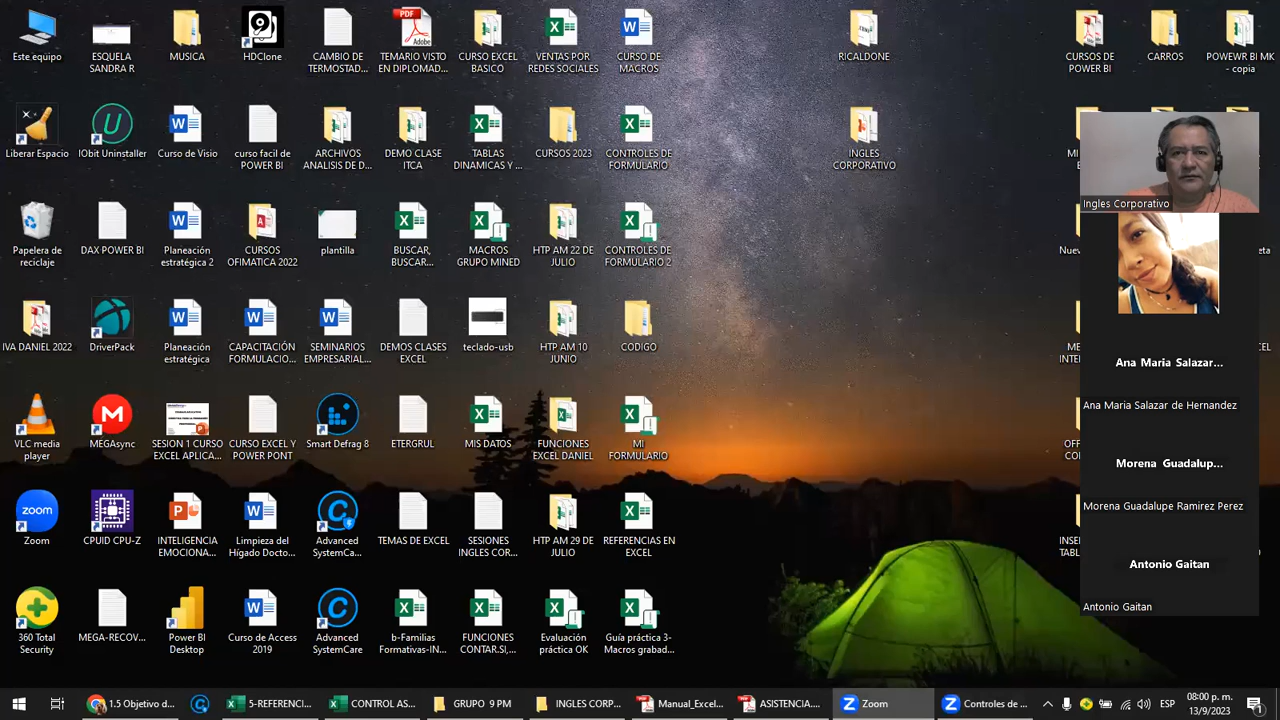 Este equipo
ESCUELA
SANDRA R
MUSICA
HDClone
CAMBIO DE
TERMOSTAD...
PDF
Adobe
TEMARIO VISTO
EN DIPLOMAD...
CURSO EXCEL
BASICO
VENTAS POR
REDES SOCIALES
CURSO DE
MACROS
RICALDONE
CURSOS DE
POWER BI
CARROS
POWEWR BI MK
- copia
Liberar Espacio
IObit Uninstaller
Curso de Visio
curso facil de
POWER BI
ARCHIVOS
ANALISIS DE D...
DEMO CLASE
ITCA
TABLAS
DINAMICAS Y ...
CURSOS 2023
CONTROLES DE
FORMULARIO
INGLES
CORPORATIVO
Ingles Corporativo
Papelera de
reciclaje
DAX POWER BI
Planeación
estratégica 2
CURSOS
OFIMATICA 2022
plantilla
BUSCAR,
BUSCAR...
MACROS
GRUPO MINED
HTP AM 22 DE
JULIO
CONTROLES DE
FORMULARIO 2
IVA DANIEL 2022
DriverPack
Planeación
estratégica
CAPACITACIÓN
FORMULACIO...
SEMINARIOS
EMPRESARIAL...
DEMOS CLASES
EXCEL
teclado-usb
HTP AM 10
JUNIO
CODIGO
Ana Maria Salazar...
Ana Maria Salazar de Hernandez
VLC media
player
MEGAsync
SESION 1 CURSO
EXCEL APLICA...
CURSO EXCEL Y
POWER PONT
Smart Defrag 8
ETERGRUL
MIS DATOS
FUNCIONES
EXCEL DANIEL
MI
FORMULARIO
Morena Guadalup...
Morena Guadalupe Ramirez Perez
zoom
Zoom
CPUID CPU-Z
INTELIGENCIA
EMOCIONA...
Limpieza del
Hígado Docto...
Advanced
SystemCare...
TEMAS DE EXCEL
SESIONES
INGLES COR...
HTP AM 29 DE
JULIO
REFERENCIAS EN
EXCEL
Antonio Gaitan
Antonio Gaitan
360 Total
Security
MEGA-RECOV...
Power BI
Desktop
Curso de Access
2019
Advanced
SystemCare
b-Familias
Formativas-IN...
FUNCIONES
CONTAR.SI,...
Evaluación
práctica OK
Guía práctica 3-
Macros grabad...
1.5 Objeto...
5-REFERENCI...
CONTROL AS...
GRUPO 9 PM
INGLES CORP...
Manual_Excel...
ASISTENCIA....
Zoom
Controles de ...
ESP
08:00 p. m.
13/9/2023